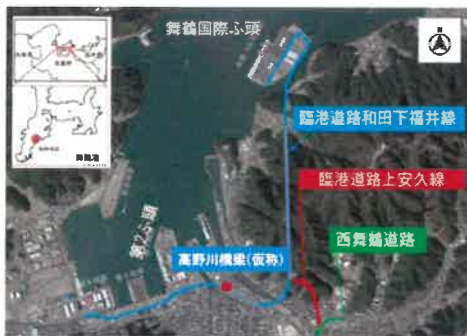 舞鶴国際ふ頭
臨港道路和田下福井線
臨港道路上安久線
西舞鶴道路
第2ふ頭
高野川橋梁(仮称)
舞鶴港